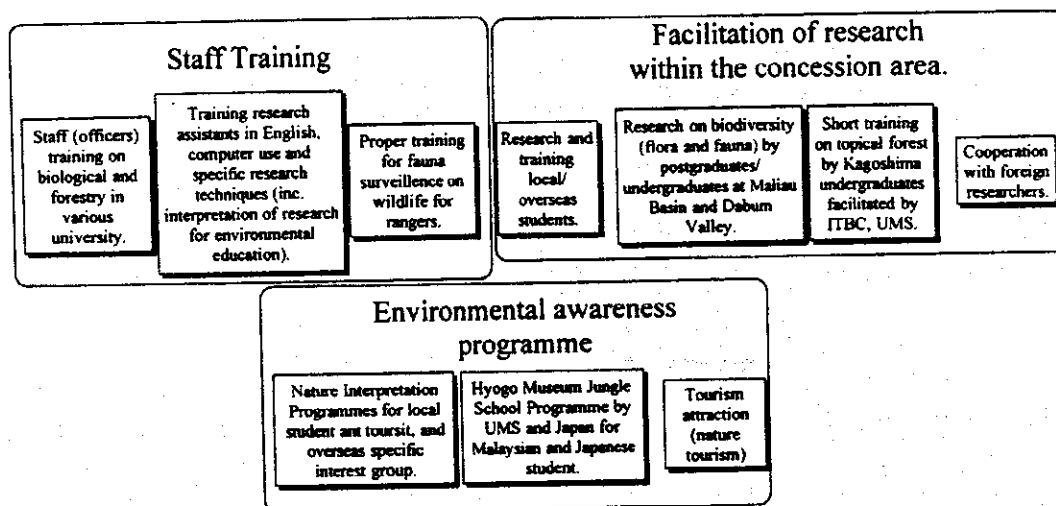 Staff Training
Staff (officers)
training on
biological and
forestry in
various
university.
Training research
assistants in English,
computer use and
specific research
techniques (inc.
interpretation of research
for environmental
education).
Proper training
for fauna
surveillence on
wildlife for
rangers.
Facilitation of research
within the concession area.
Research and
training
local/
overseas
students.
Research on biodiversity
(flora and fauna) by
postgraduates/
undergraduates at Maliau
Basin and Dabum
Valley.
Short training
on topical forest
by Kagoshima
undergraduates
facilitated by
ITBC, UMS.
Cooperation
with foreign
researchers.
Environmental awareness
programme
Nature Interpretation
Programmes for local
student ant toursit, and
overseas specific
interest group.
Hyogo Museum Jungle
School Programme by
UMS and Japan for
Malaysian and Japanese
student.
Tourism
attraction
(nature
tourism)